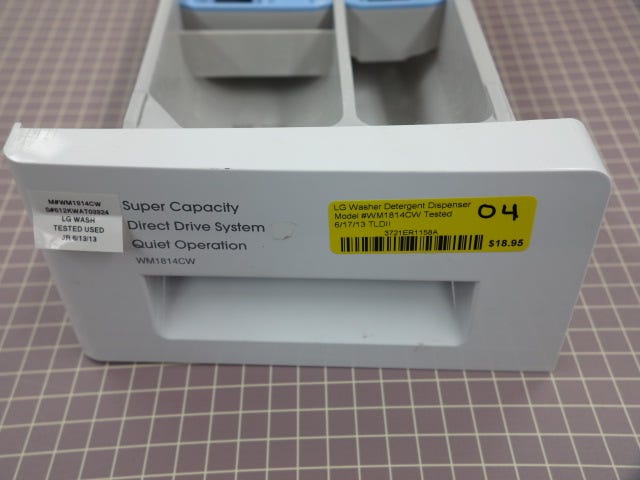 M#WM1814CW
S#612KWAT03824
LG WASH
TESTED USED
JR 6/13/13
Super Capacity
Direct Drive System
Quiet Operation
WM1814CW
LG Washer Detergent Dispenser
Model #WM1814CW Tested
6/17/13 TLDII
04
3721ER1158A
$18.95